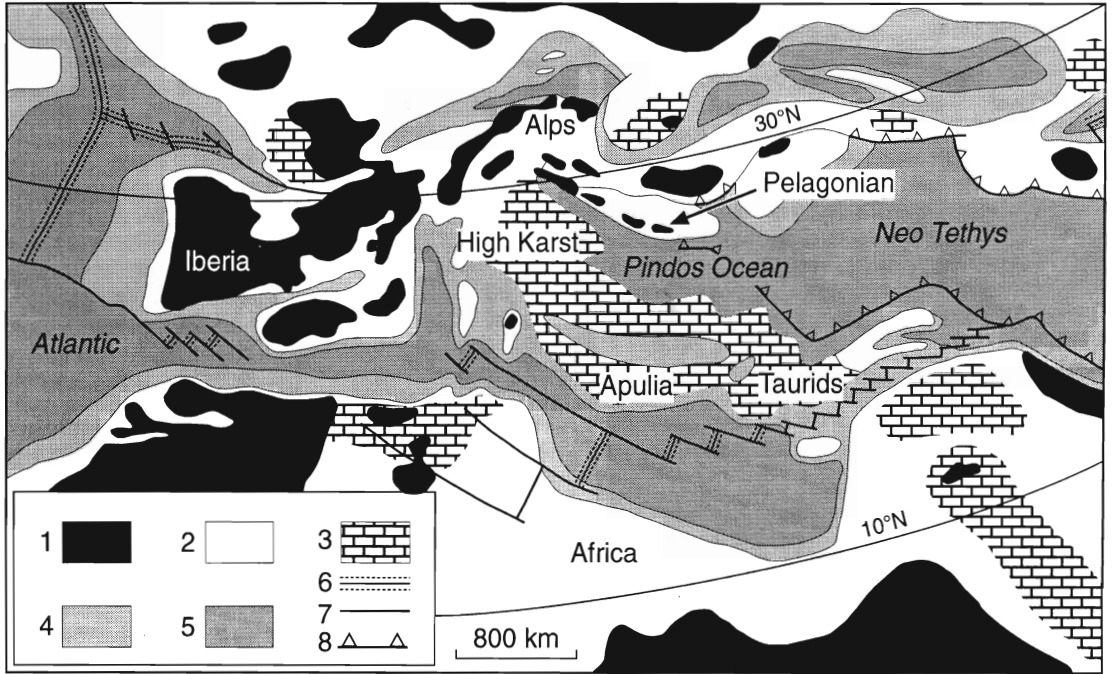 Alps
30°N
Pelagonian
High Karst
Neo Tethys
Iberia
Pindos Ocean
Atlantic
Apulia
Taurids
10°N
Africa
1
2
3
6
4
5
7
8
800 km